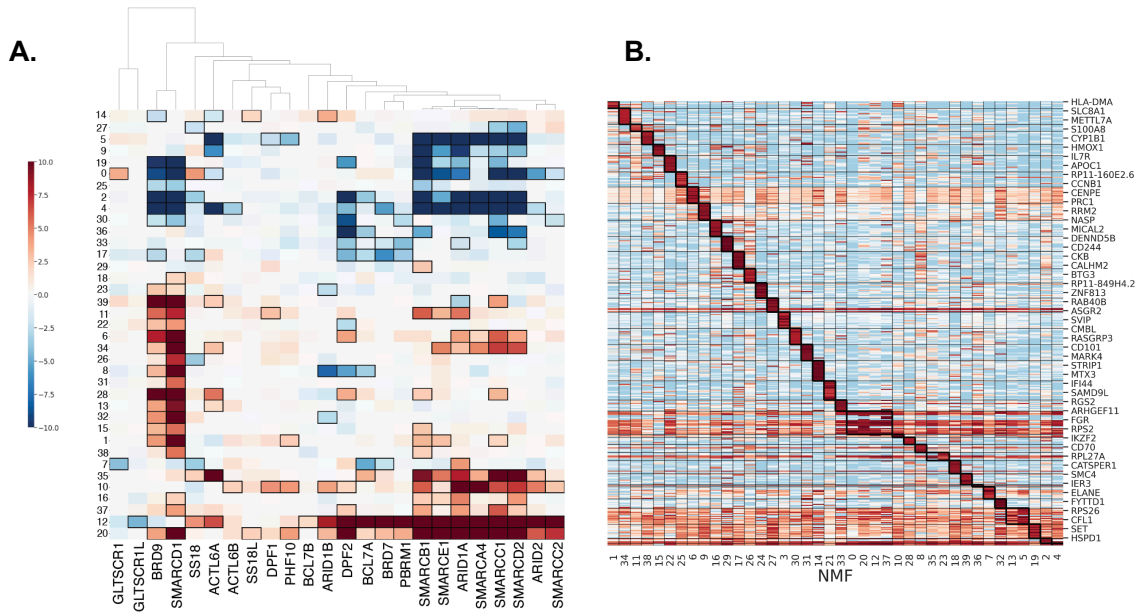 A.
B.
10.0
7.5
5.0
2.5
0.0
−2.5
−5.0
−7.5
−10.0
14
27
5
9
19
0
25
2
4
30
36
33
17
29
18
23
39
11
22
6
34
26
8
31
28
13
32
15
1
38
7
35
10
16
37
12
20
GLTSCR1
GLTSCR1L
BRD9
SMARCD1
SS18
ACTL6A
ACTL6B
SS18L
DPF1
PHF10
BCL7B
ARID1B
DPF2
BCL7A
BRD7
PBRM1
SMARCB1
SMARCE1
ARID1A
SMARCA4
SMARCC1
SMARCD2
ARID2
SMARCC2
HLA-DMA
SLC8A1
METTL7A
S100A8
CYP1B1
HMOX1
IL7R
APOC1
RP11-160E2.6
CCNB1
CENPE
PRC1
RRM2
NASP
MICAL2
DENND5B
CD244
CKB
CALHM2
BTG3
RP11-849H4.2
ZNF813
RAB40B
ASGR2
SVIP
CMBL
RASGRP3
CD101
MARK4
STRIP1
MTX3
IFI44
SAMD9L
RGS2
ARHGEF11
FGR
RPS2
IKZF2
CD70
RPL27A
CATSPER1
SMC4
IER3
ELANE
FYTTD1
RPS26
CFL1
SET
HSPD1
1
34
11
38
15
22
25
6
9
16
29
17
26
24
27
3
30
31
14
21
33
0
20
12
37
10
28
8
35
23
18
39
36
7
32
13
5
19
2
4
NMF